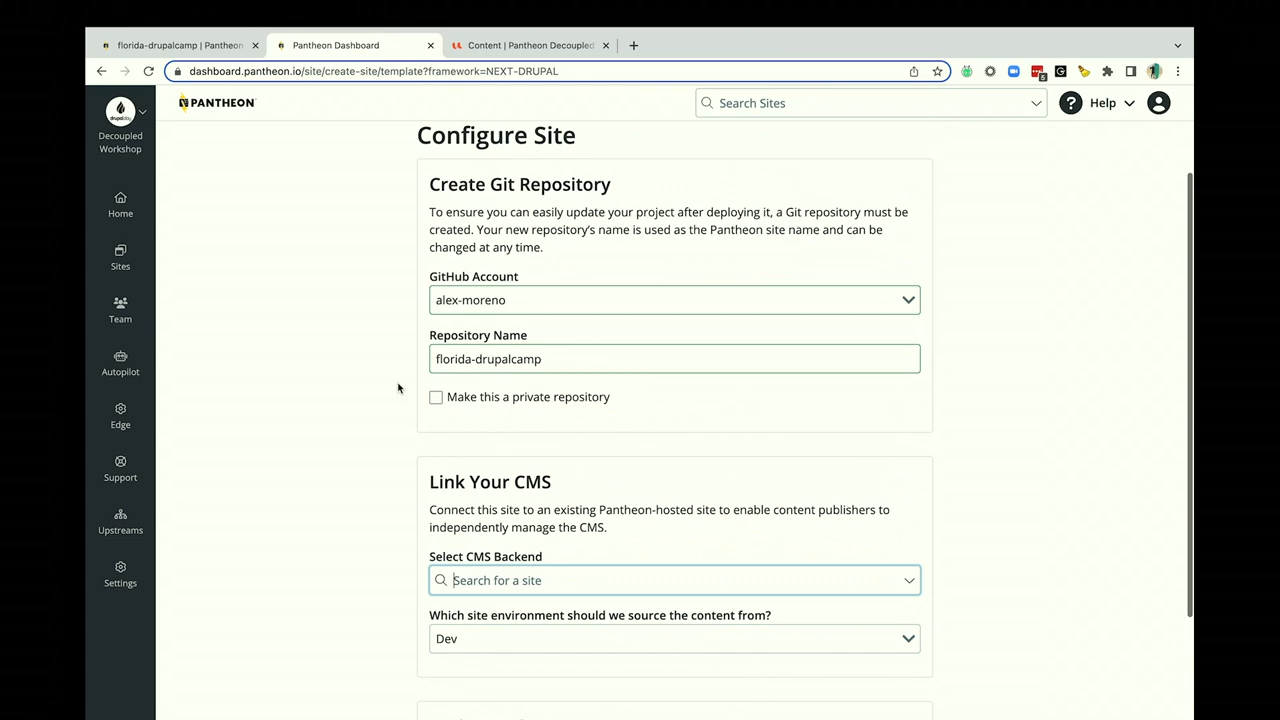 florida-drupalcamp | Pantheon
Pantheon Dashboard
Content | Pantheon Decoupled
dashboard.pantheon.io/site/create-site/template?framework=NEXT-DRUPAL
5
drupalday
Decoupled
Workshop
PANTHEON
Search Sites
? Help
Home
Sites
Team
Autopilot
Edge
Support
Upstreams
Settings
Configure Site
Create Git Repository
To ensure you can easily update your project after deploying it, a Git repository must be
created. Your new repository's name is used as the Pantheon site name and can be
changed at any time.
GitHub Account
alex-moreno
Repository Name
florida-drupalcamp
Make this a private repository
Link Your CMS
Connect this site to an existing Pantheon-hosted site to enable content publishers to
independently manage the CMS.
Select CMS Backend
Search for a site
Which site environment should we source the content from?
Dev